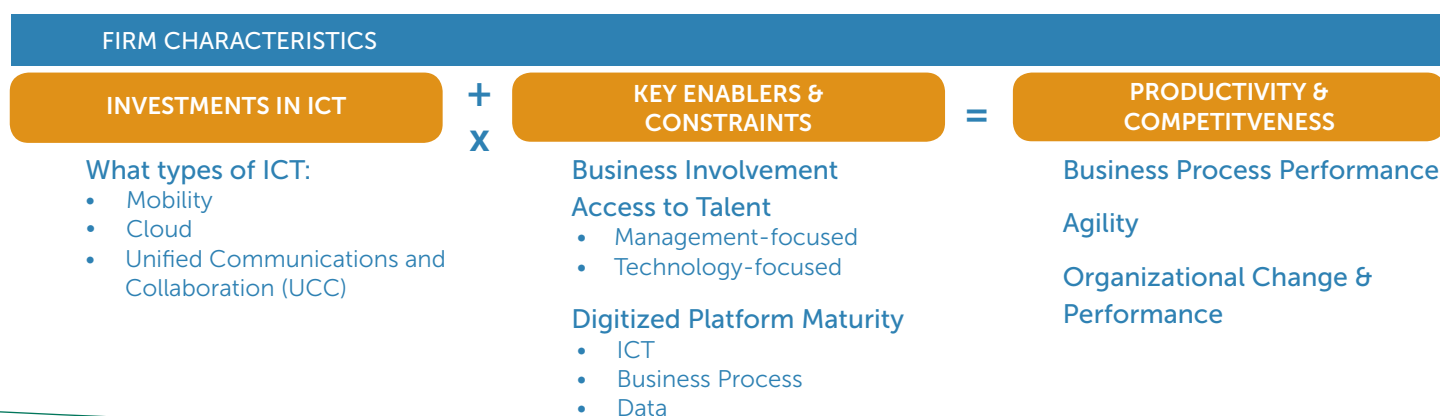 FIRM CHARACTERISTICS
INVESTMENTS IN ICT
+
x
KEY ENABLERS &
CONSTRAINTS
=
PRODUCTIVITY &
COMPETITVENESS
What types of ICT:
• Mobility
• Cloud
• Unified Communications and
Collaboration (UCC)
Business Involvement
Access to Talent
• Management-focused
• Technology-focused
Digitized Platform Maturity
• ICT
• Business Process
• Data
Business Process Performance
Agility
Organizational Change &
Performance